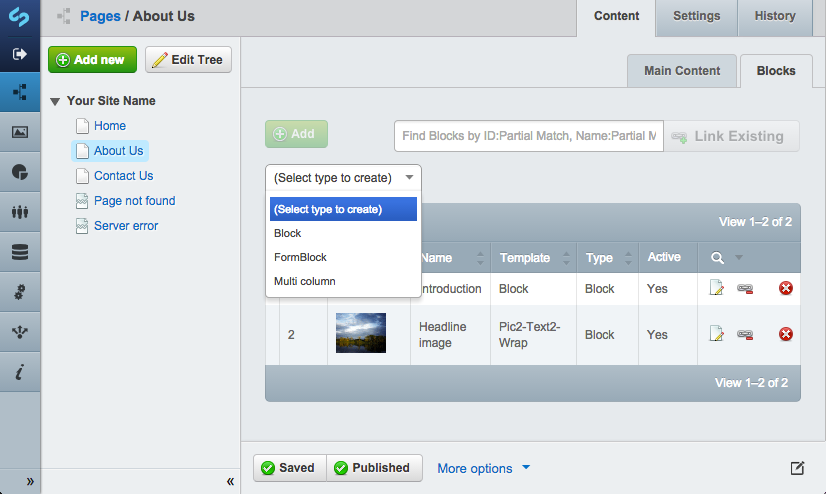 Pages / About Us
Content
Settings
History
Add new
Edit Tree
Your Site Name
Home
About Us
Contact Us
Page not found
Server error
Main Content
Blocks
Add
Find Blocks by ID:Partial Match, Name:Partial M
Link Existing
(Select type to create)
(Select type to create)
Block
FormBlock
Multi column
View 1–2 of 2
Name
Template
Type
Active
Introduction
Block
Block
Yes
2
Headline
image
Pic2-Text2-
Wrap
Block
Yes
View 1–2 of 2
Saved
Published
More options
»
«